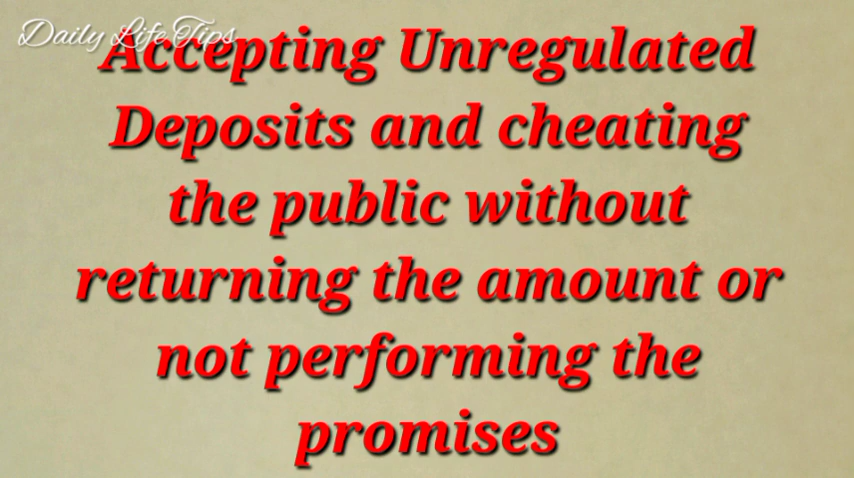 Daily Life Tips
Accepting Unregulated
Deposits and cheating
the public without
returning the amount or
not performing the
promises